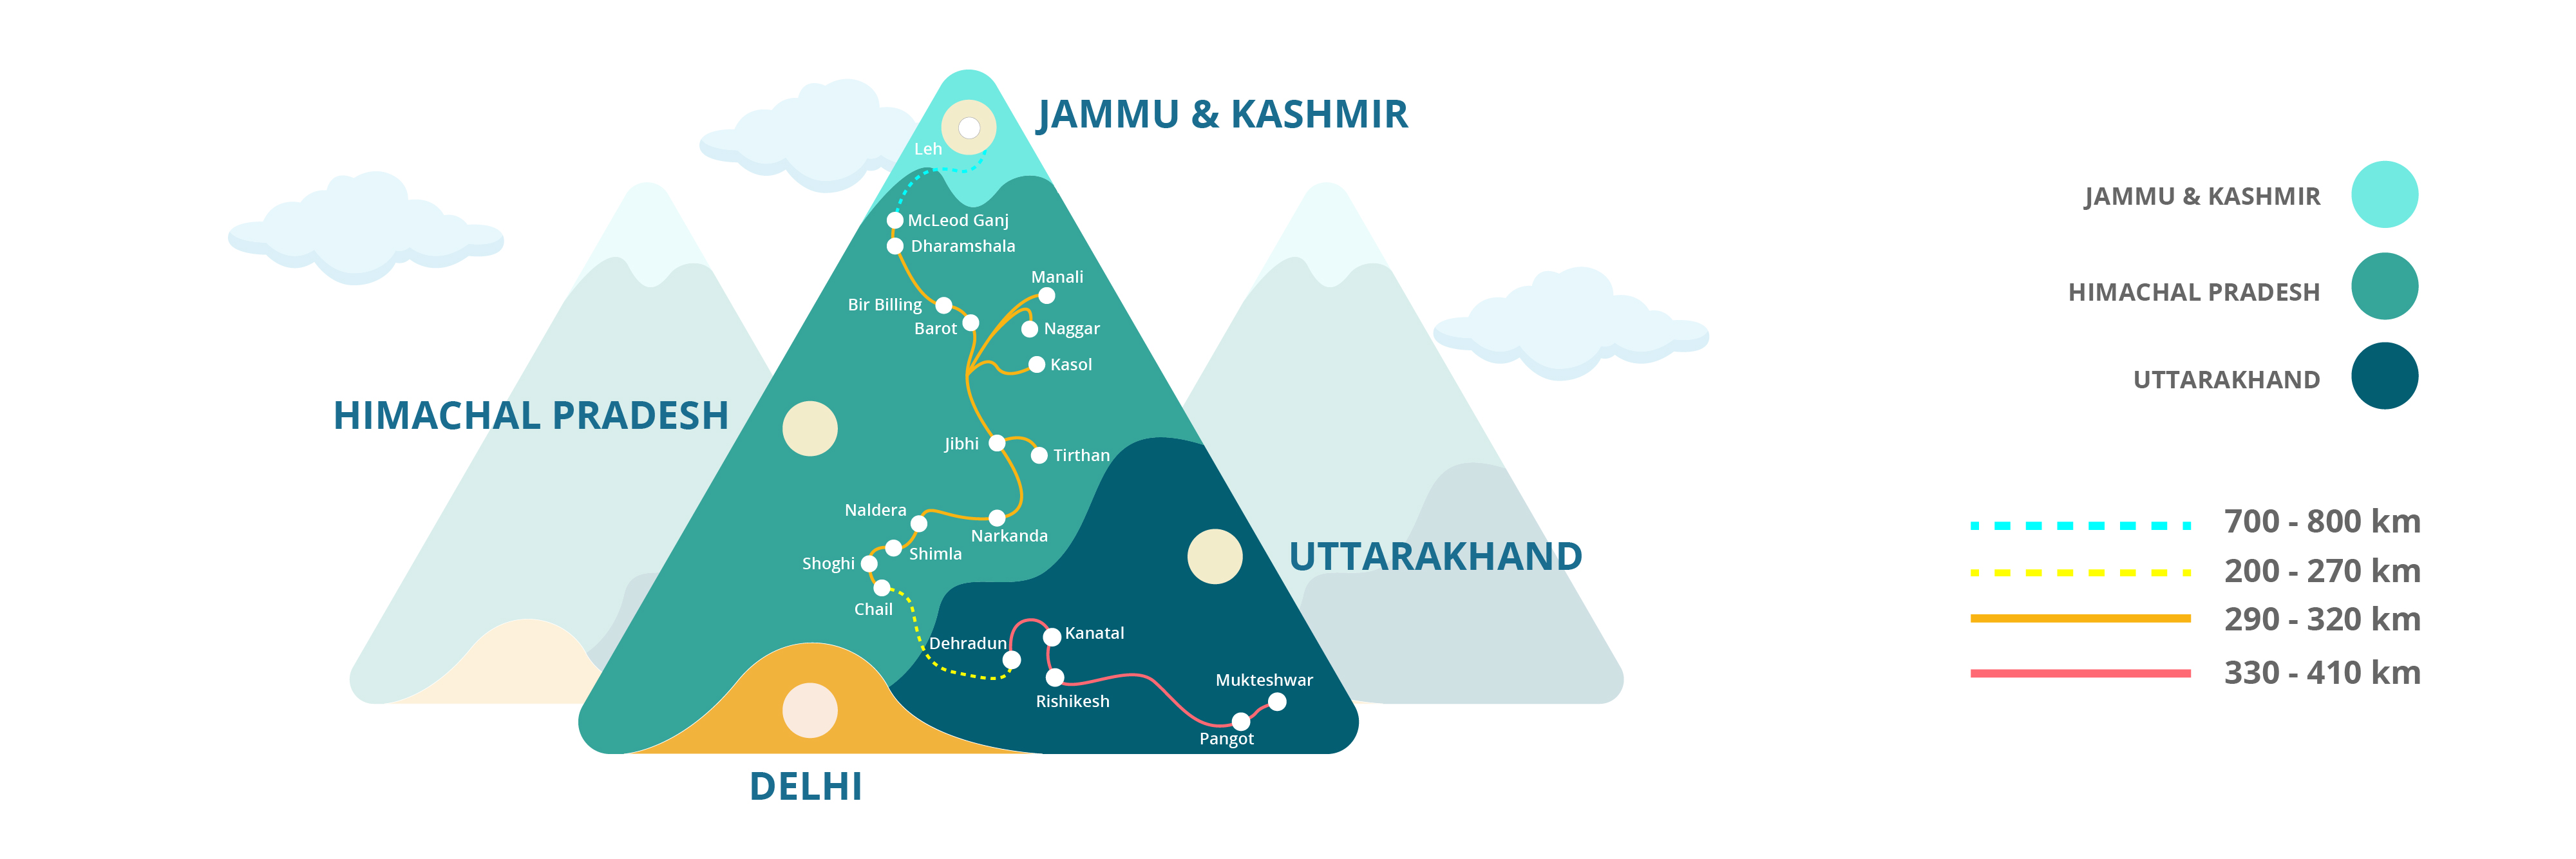 JAMMU & KASHMIR
Leh
McLeod Ganj
Dharamshala
Manali
Bir Billing
Barot
Naggar
Kasol
HIMACHAL PRADESH
Jibhi
Tirthan
Naldera
Narkanda
Shimla
Shoghi
UTTARAKHAND
Chail
Dehradun
Kanatal
Mukteshwar
Rishikesh
Pangot
DELHI
JAMMU & KASHMIR
HIMACHAL PRADESH
UTTARAKHAND
700 - 800 km
200 - 270 km
290 - 320 km
330 - 410 km